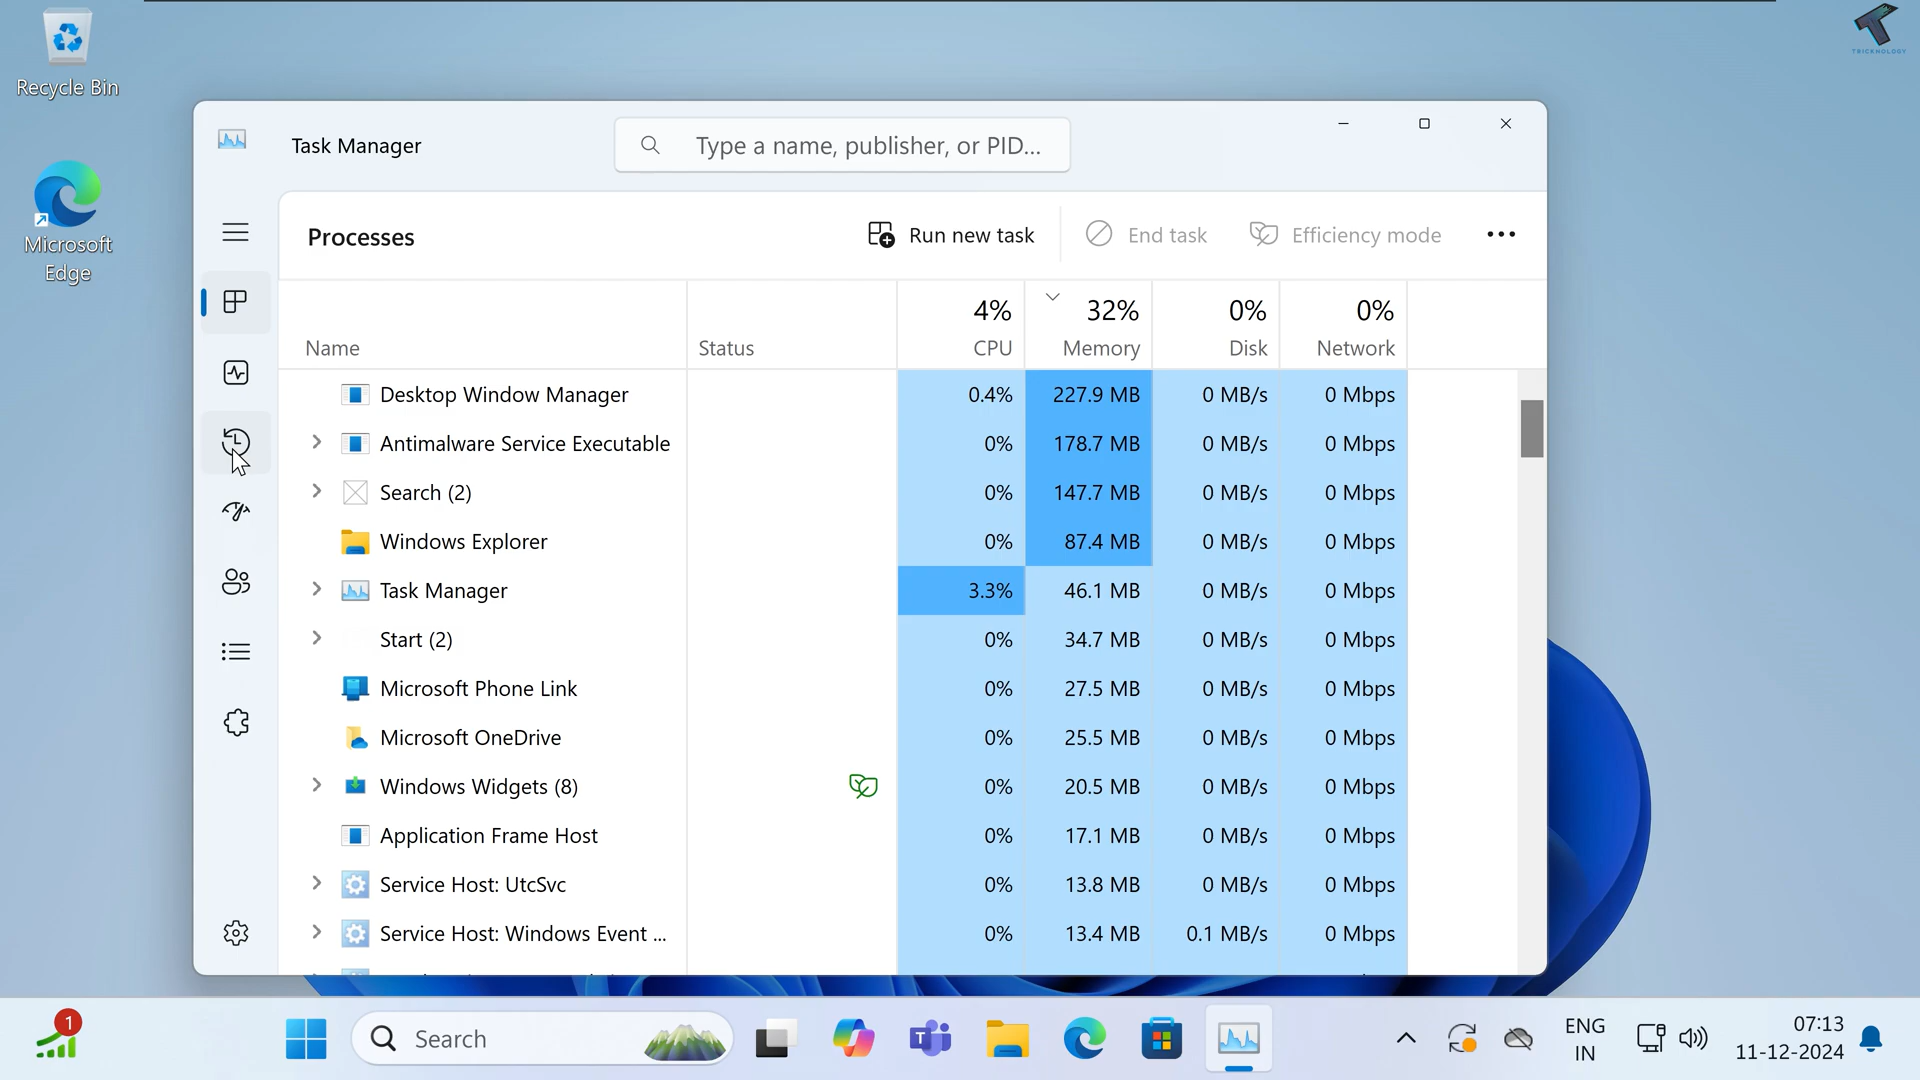 Recycle Bin
Microsoft
Edge
TRICKNOLOGY
Task Manager
Type a name, publisher, or PID...
Processes
Run new task
End task
Efficiency mode
4% 32% 0% 0%
Name Status CPU Memory Disk Network
Desktop Window Manager 0.4% 227.9 MB 0 MB/s 0 Mbps
Antimalware Service Executable 0% 178.7 MB 0 MB/s 0 Mbps
Search (2) 0% 147.7 MB 0 MB/s 0 Mbps
Windows Explorer 0% 87.4 MB 0 MB/s 0 Mbps
Task Manager 3.3% 46.1 MB 0 MB/s 0 Mbps
Start (2) 0% 34.7 MB 0 MB/s 0 Mbps
Microsoft Phone Link 0% 27.5 MB 0 MB/s 0 Mbps
Microsoft OneDrive 0% 25.5 MB 0 MB/s 0 Mbps
Windows Widgets (8) 0% 20.5 MB 0 MB/s 0 Mbps
Application Frame Host 0% 17.1 MB 0 MB/s 0 Mbps
Service Host: UtcSvc 0% 13.8 MB 0 MB/s 0 Mbps
Service Host: Windows Event ... 0% 13.4 MB 0.1 MB/s 0 Mbps
1
Search
ENG
IN
07:13
11-12-2024